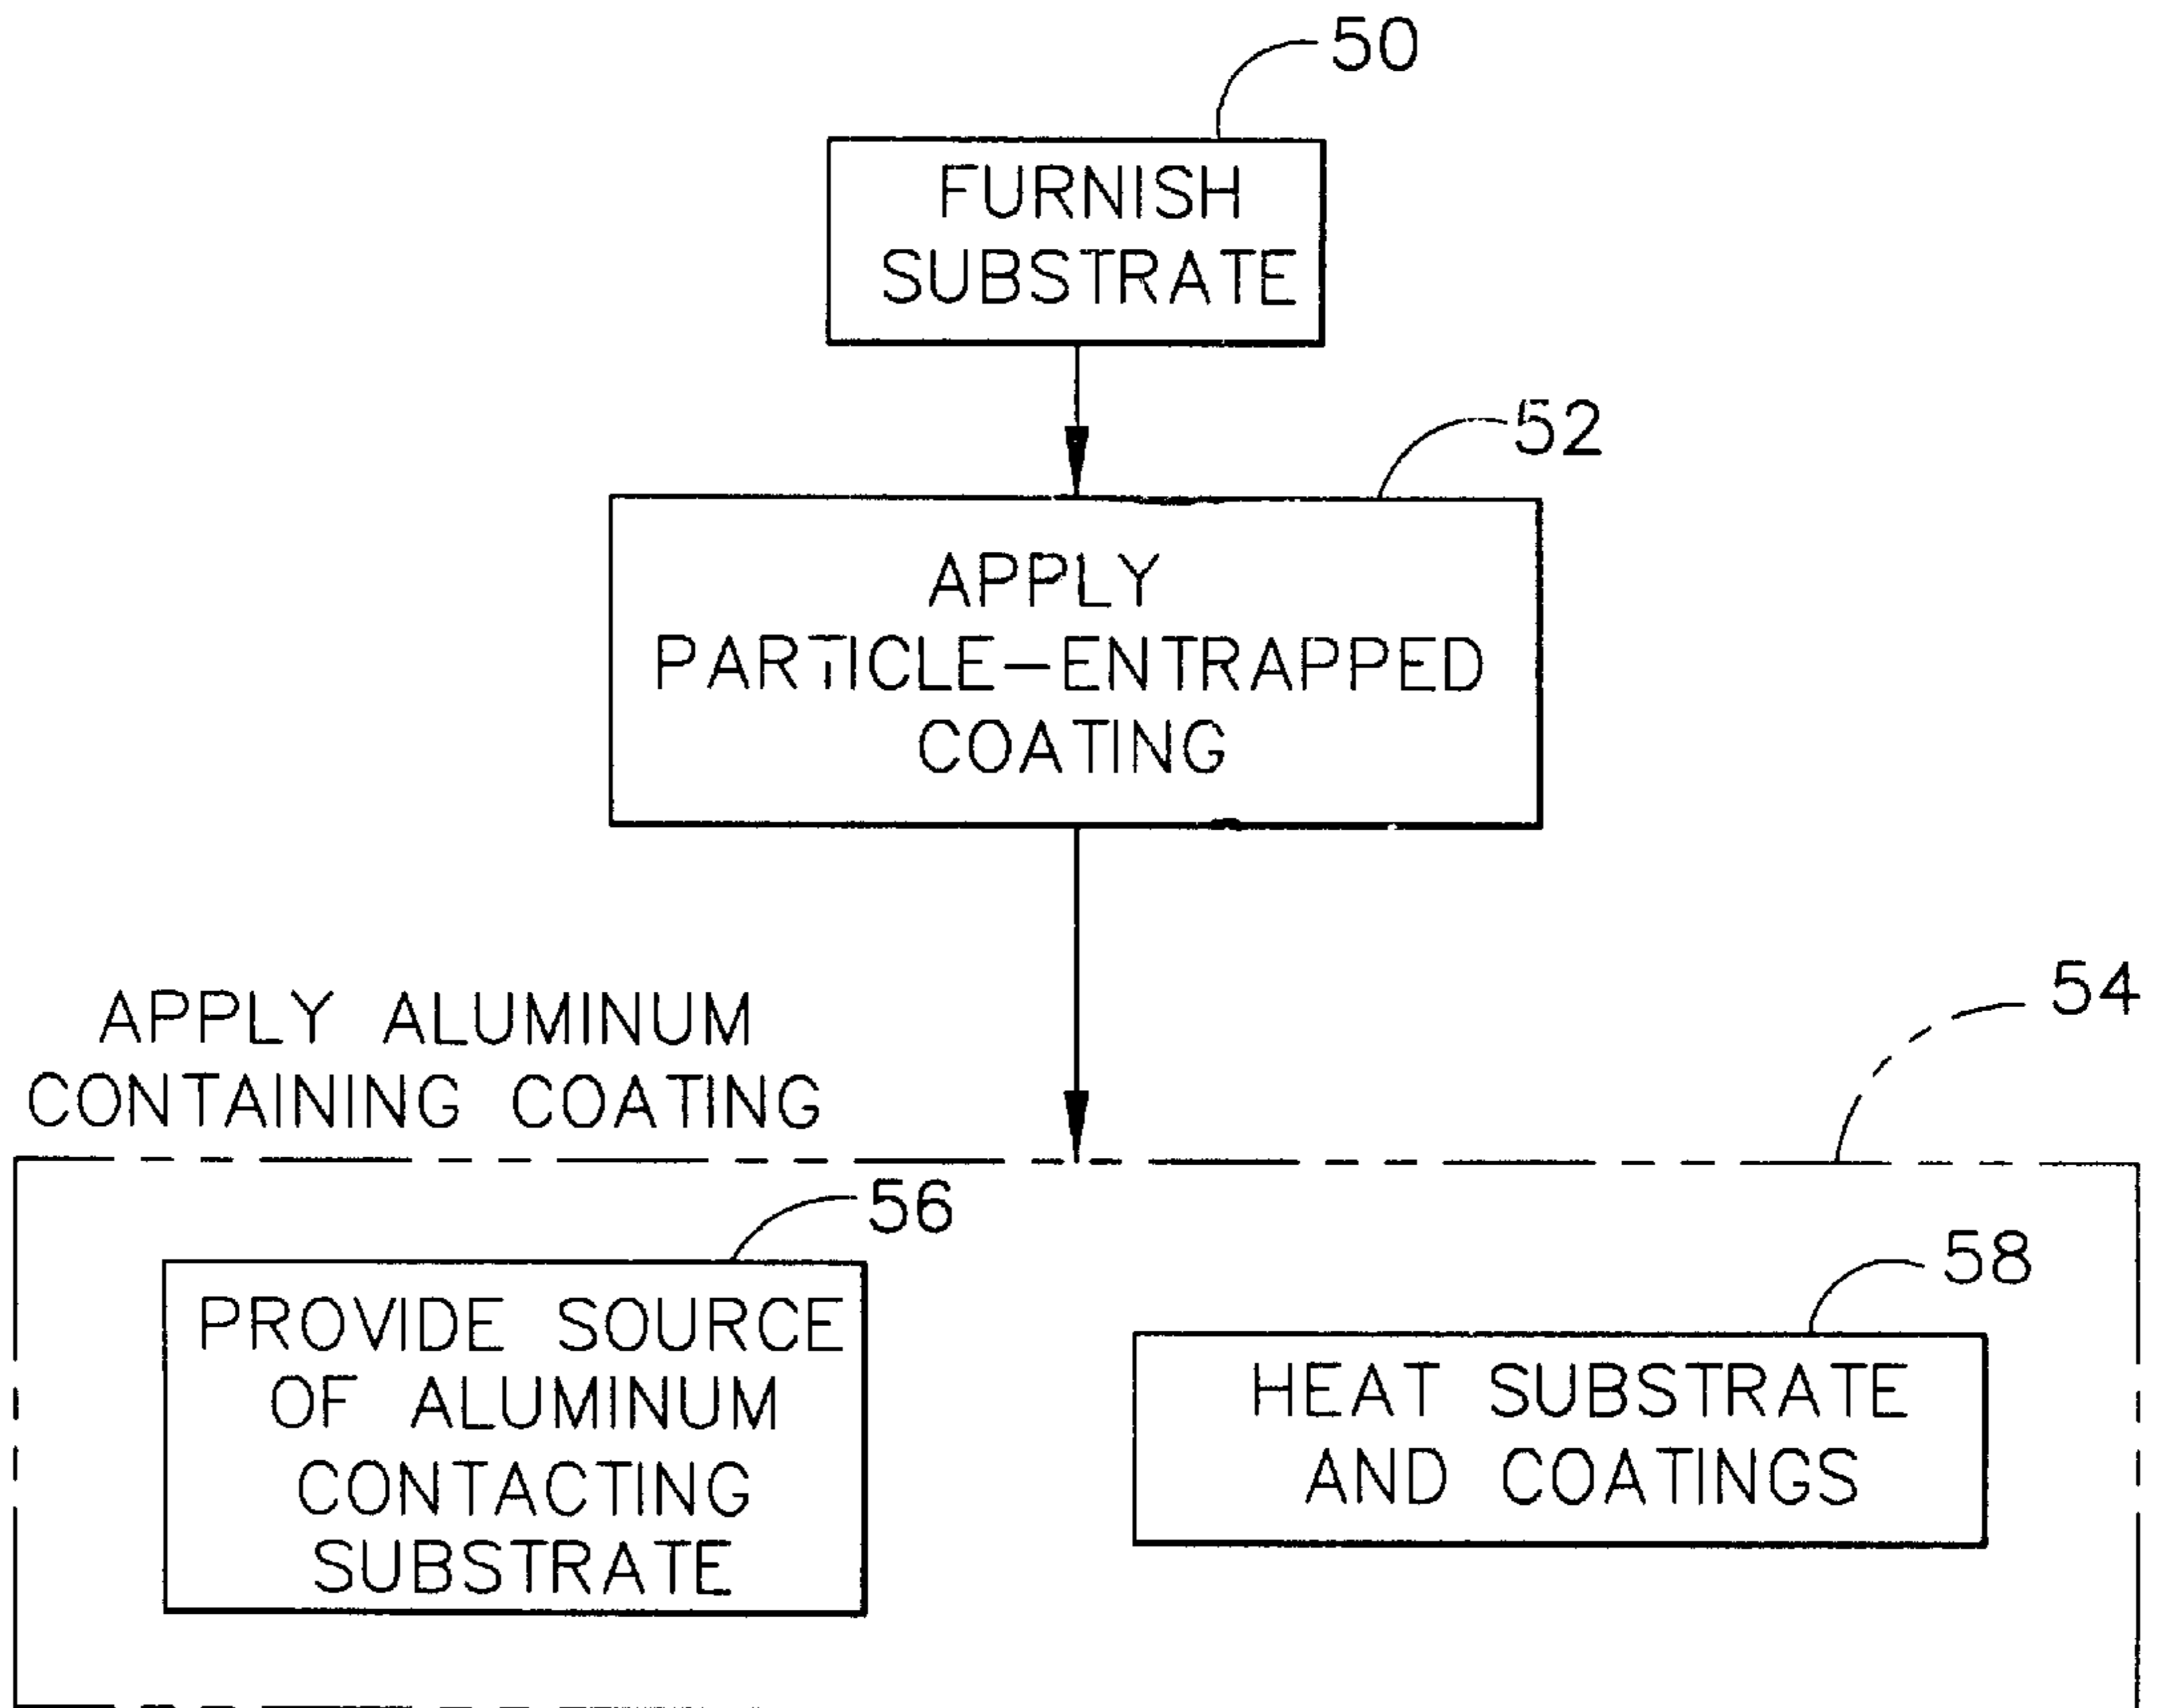 50
FURNISH
SUBSTRATE
52
APPLY
PARTICLE-ENTRAPPED
COATING
54
APPLY ALUMINUM
CONTAINING COATING
56
PROVIDE SOURCE
OF ALUMINUM
CONTACTING
SUBSTRATE
58
HEAT SUBSTRATE
AND COATINGS